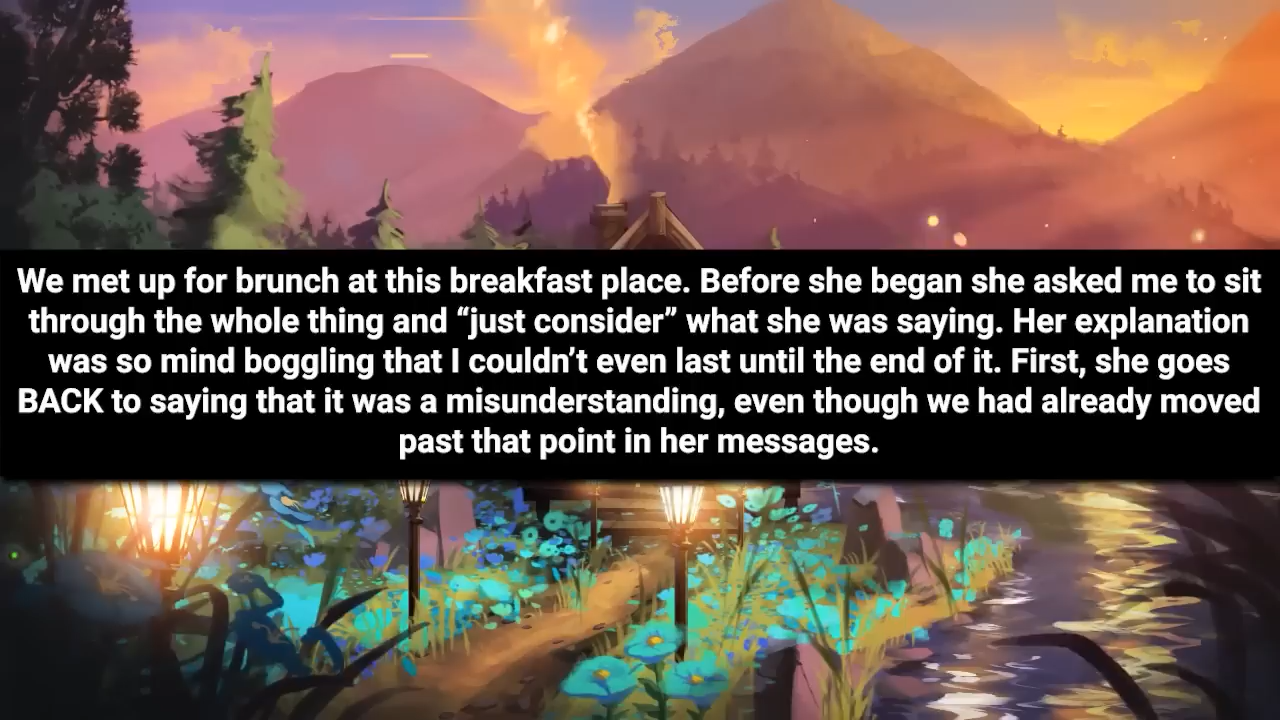 We met up for brunch at this breakfast place. Before she began she asked me to sit
through the whole thing and “just consider” what she was saying. Her explanation
was so mind boggling that I couldn’t even last until the end of it. First, she goes
BACK to saying that it was a misunderstanding, even though we had already moved
past that point in her messages.